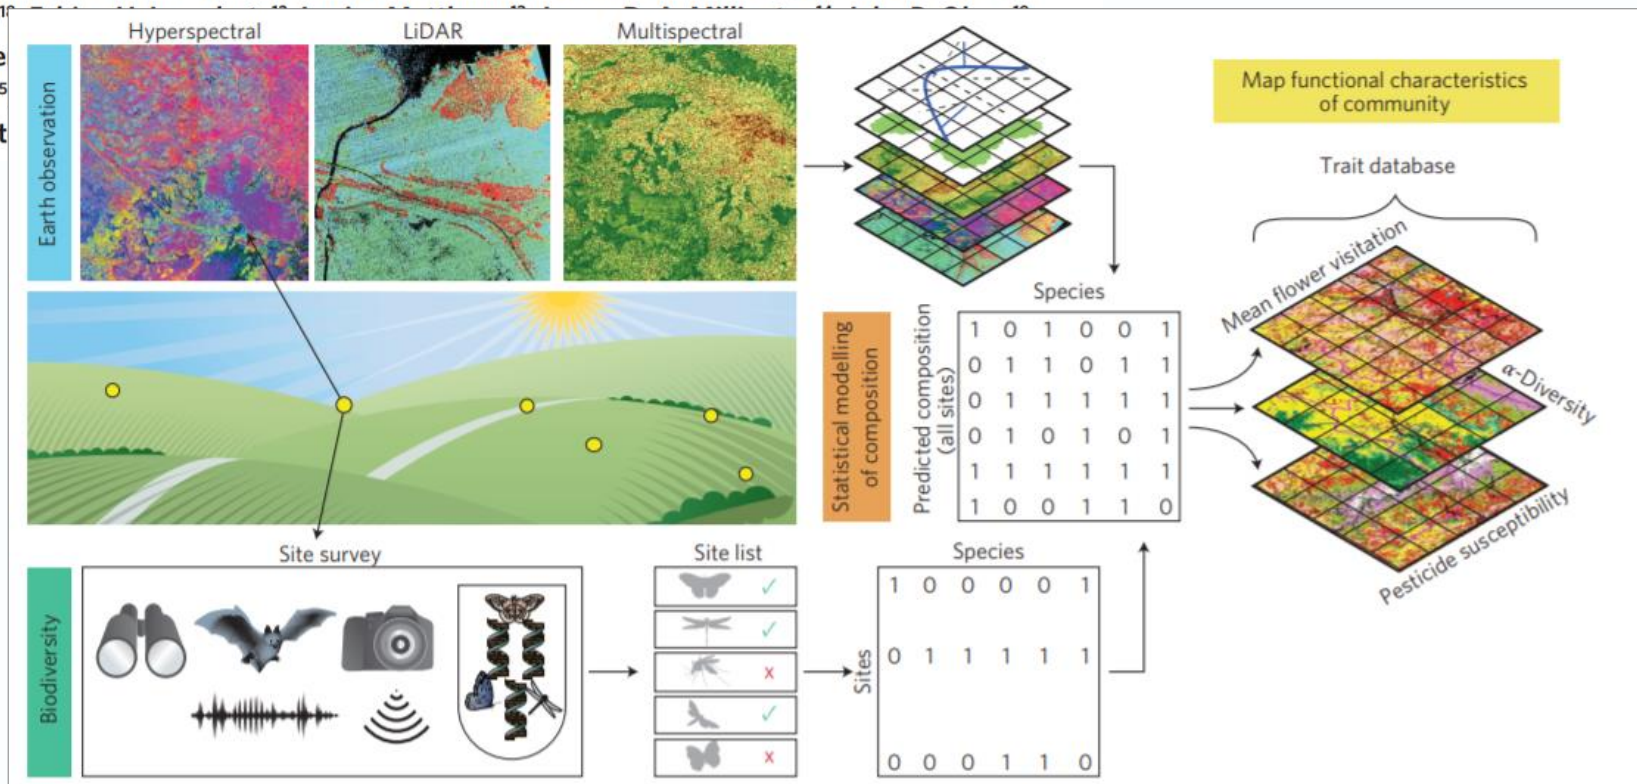 Hyperspectral
LiDAR
Multispectral
Earth observation
Map functional characteristics
of community
Trait database
Mean flower visitation
α-Diversity
Pesticide susceptibility
Species
Statistical modelling
of composition
Predicted composition
(all sites)
1 0 1 0 0 1
0 1 1 0 1 1
0 1 1 1 1 1
0 1 0 1 0 1
1 1 1 1 1 1
1 0 0 1 1 0
Site survey
Site list
Species
Biodiversity
✓
✓
x
✓
x
Sites
1 0 0 0 0 1
0 1 1 1 1 1
0 0 0 1 1 0